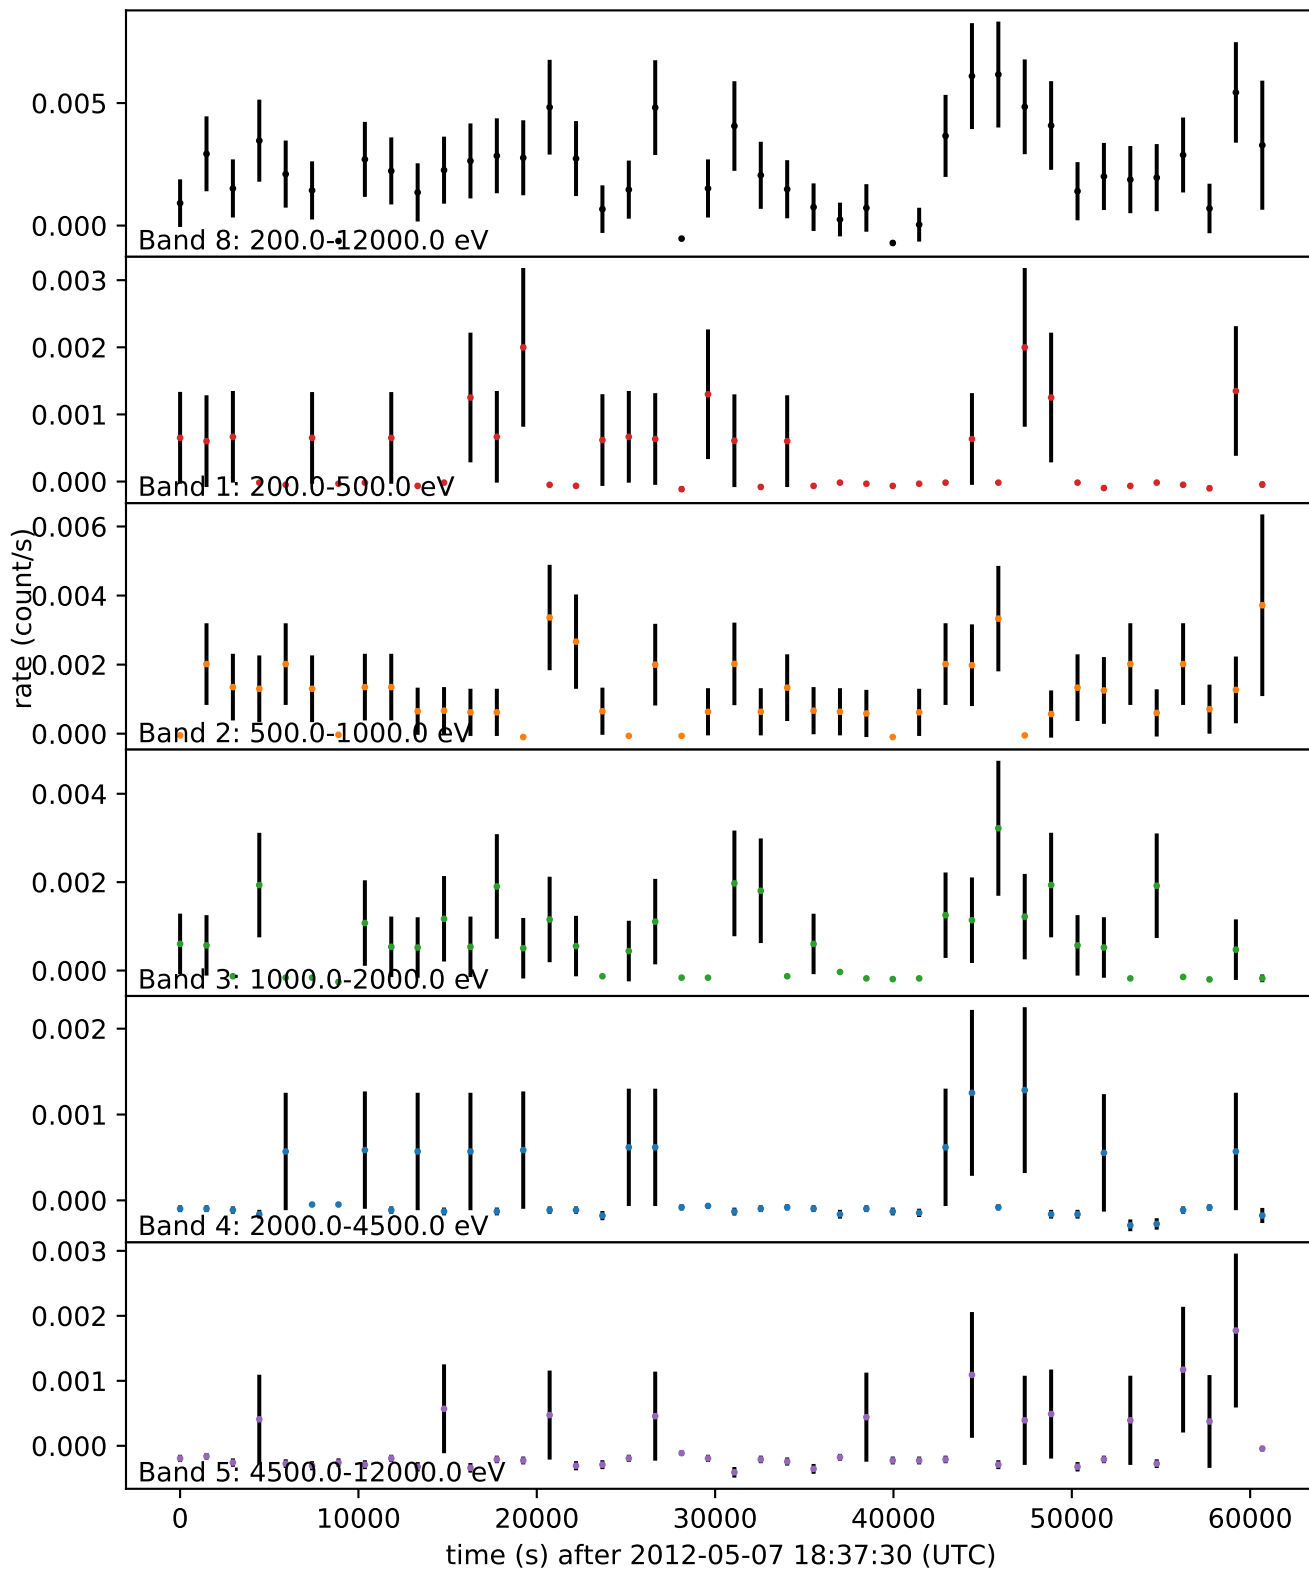 0.005
0.000
Band 8: 200.0-12000.0 eV
0.003
0.002
0.001
0.000
Band 1: 200.0-500.0 eV
rate (count/s)
0.006
0.004
0.002
0.000
Band 2: 500.0-1000.0 eV
0.004
0.002
0.000
Band 3: 1000.0-2000.0 eV
0.002
0.001
0.000
Band 4: 2000.0-4500.0 eV
0.003
0.002
0.001
0.000
Band 5: 4500.0-12000.0 eV
0 10000 20000 30000 40000 50000 60000
time (s) after 2012-05-07 18:37:30 (UTC)